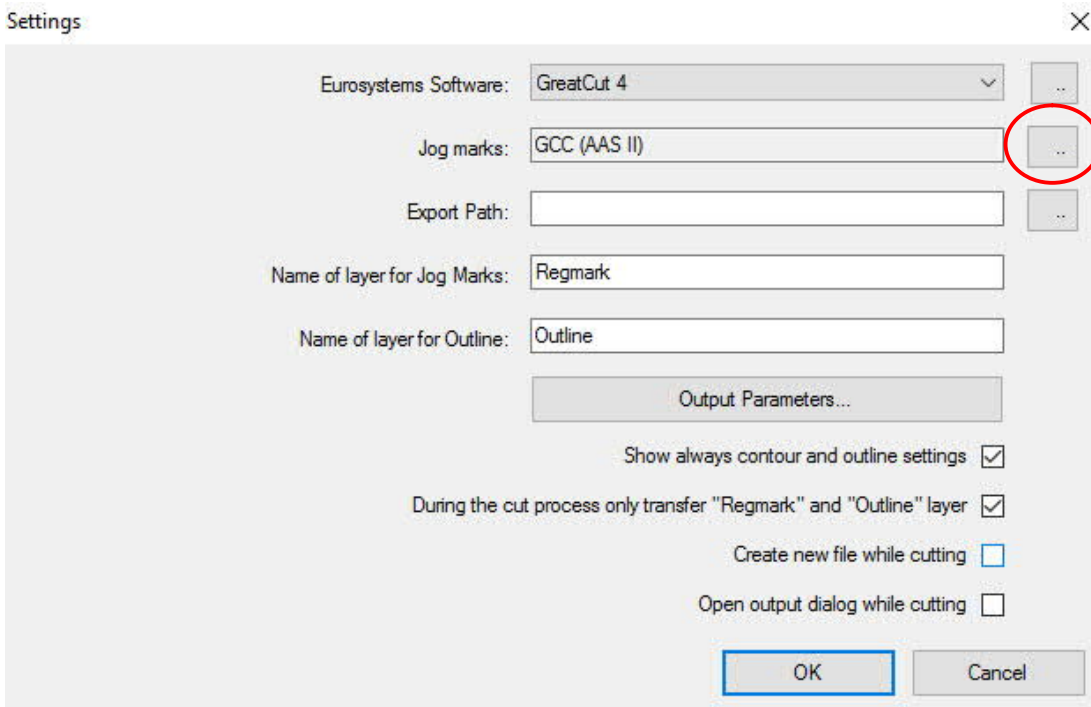 Settings
Eurosystems Software: GreatCut 4 ..
Jog marks: GCC (AAS II) ..
Export Path: ..
Name of layer for Jog Marks: Regmark
Name of layer for Outline: Outline
Output Parameters...
Show always contour and outline settings
During the cut process only transfer "Regmark" and "Outline" layer
Create new file while cutting
Open output dialog while cutting
OK Cancel